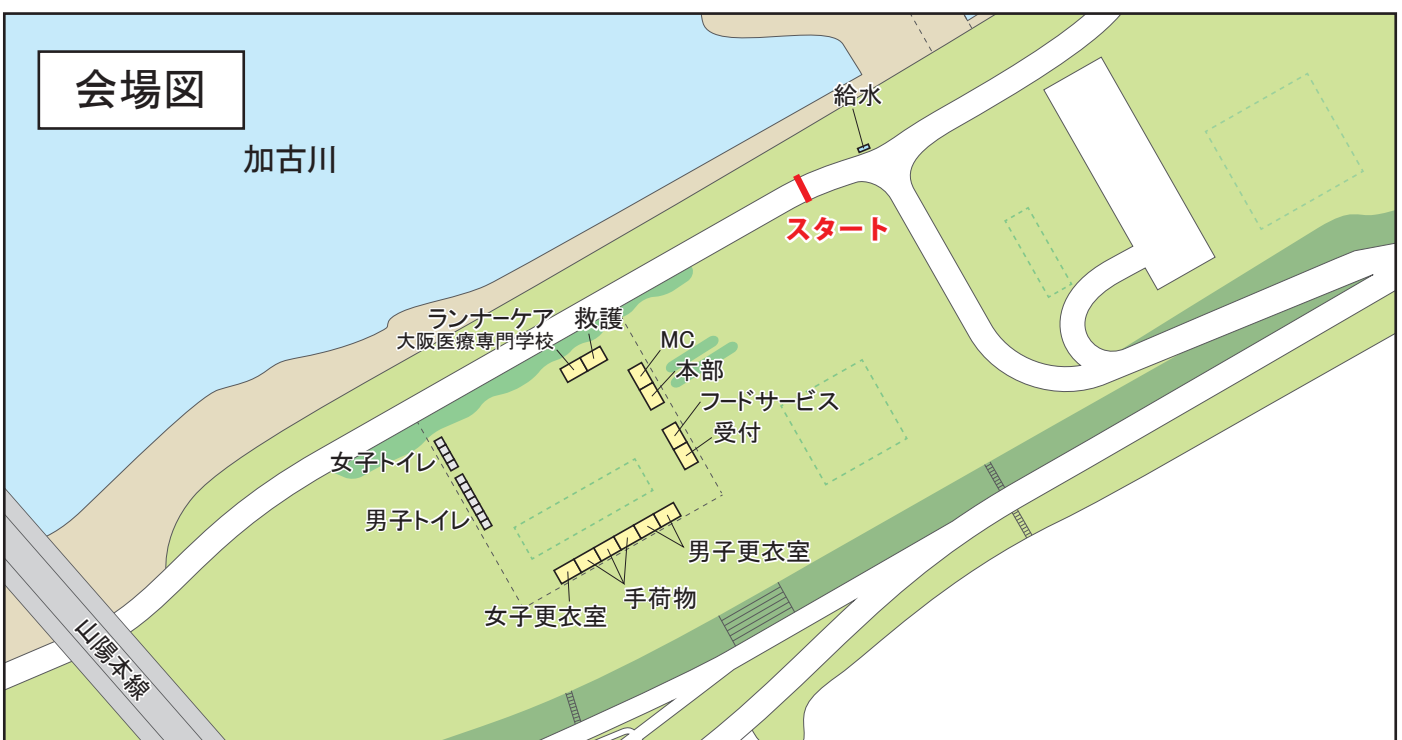 会場図
加古川
給水
スタート
ランナーケア
大阪医療専門学校
救護
MC
本部
フードサービス
受付
女子トイレ
男子トイレ
男子更衣室
手荷物
女子更衣室
山陽本線